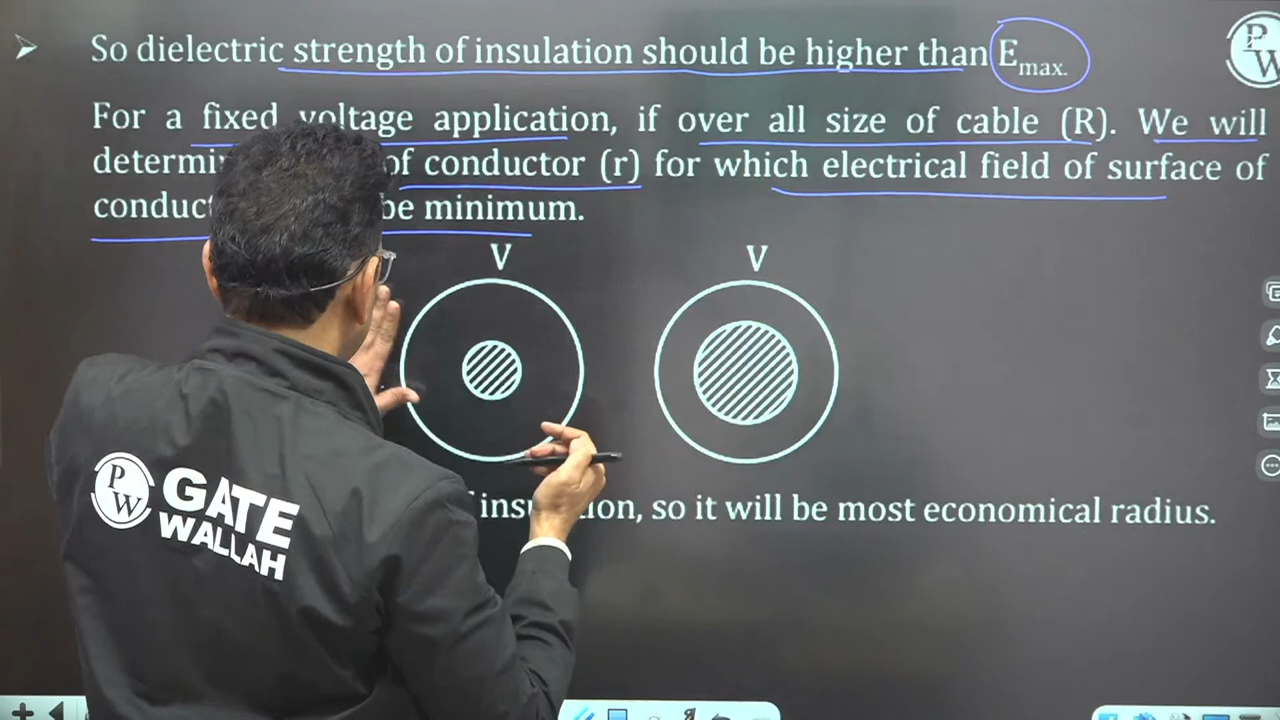 So dielectric strength of insulation should be higher than Emax.
For a fixed voltage application, if over all size of cable (R). We will
of conductor (r) for which electrical field of surface of
be minimum.
V
V
so it will be most economical radius.
PW
PW
GATE
WALLAH